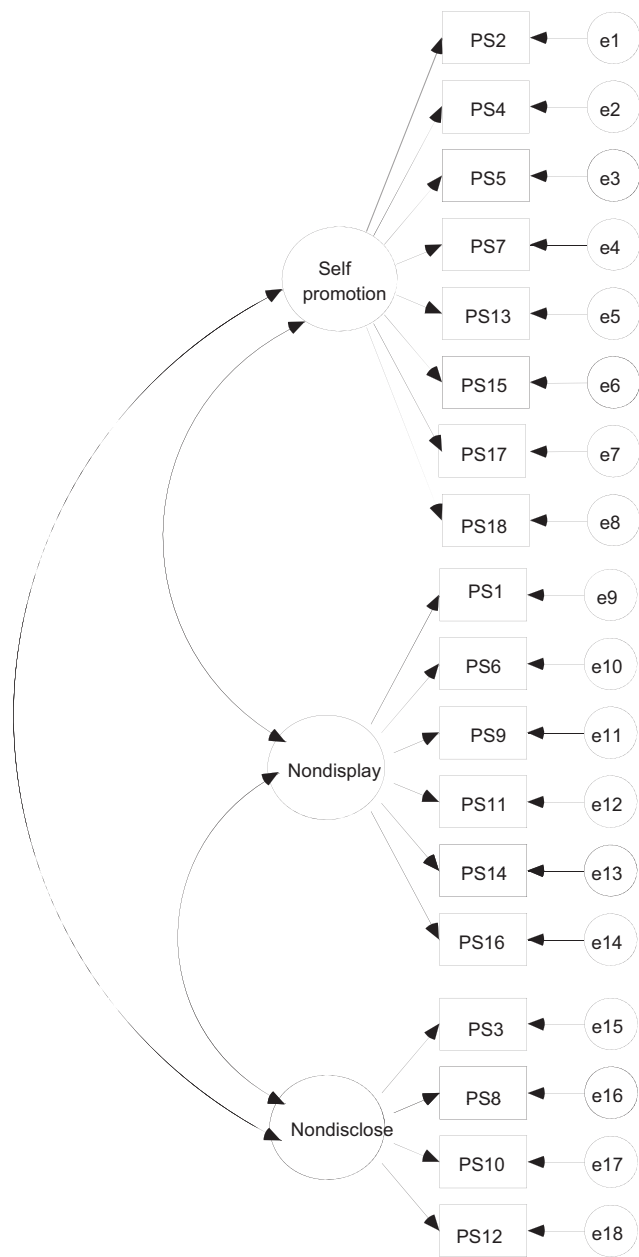 PS2
e1
PS4
e2
PS5
e3
Self
promotion
PS7
e4
PS13
e5
PS15
e6
PS17
e7
PS18
e8
PS1
e9
PS6
e10
Nondisplay
PS9
e11
PS11
e12
PS14
e13
PS16
e14
PS3
e15
Nondisclose
PS8
e16
PS10
e17
PS12
e18